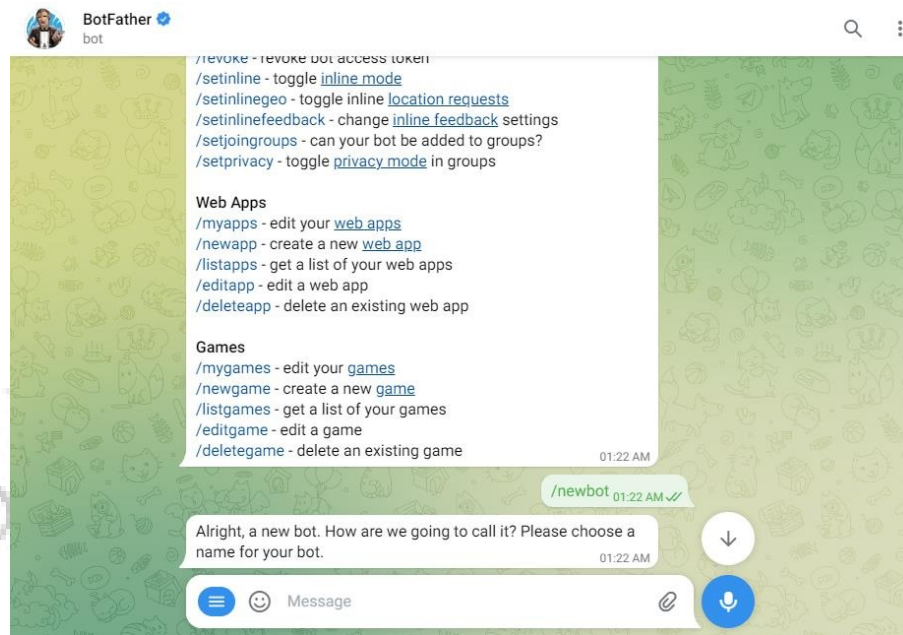 BotFather
bot
/revoke - revoke bot access token
/setinline - toggle inline mode
/setinlinegeo - toggle inline location requests
/setinlinefeedback - change inline feedback settings
/setjoingroups - can your bot be added to groups?
/setprivacy - toggle privacy mode in groups
Web Apps
/myapps - edit your web apps
/newapp - create a new web app
/listapps - get a list of your web apps
/editapp - edit a web app
/deleteapp - delete an existing web app
Games
/mygames - edit your games
/newgame - create a new game
/listgames - get a list of your games
/editgame - edit a game
/deletegame - delete an existing game
01:22 AM
/newbot 01:22 AM
Alright, a new bot. How are we going to call it? Please choose a
name for your bot.
01:22 AM
Message